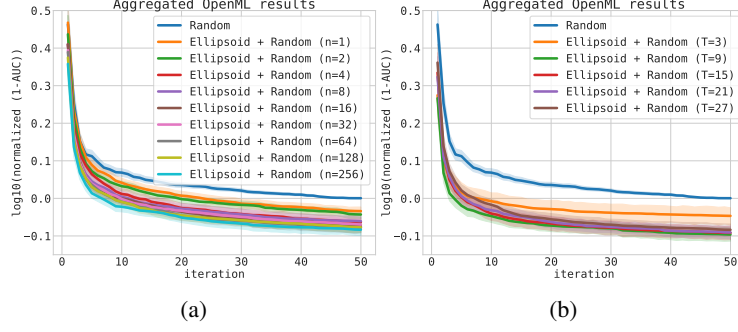 Aggregated OpenML results
log10(normalized (1-AUC))
0.5
0.4
0.3
0.2
0.1
0.0
−0.1
0
10
20
30
40
50
iteration
Random
Ellipsoid + Random (n=1)
Ellipsoid + Random (n=2)
Ellipsoid + Random (n=4)
Ellipsoid + Random (n=8)
Ellipsoid + Random (n=16)
Ellipsoid + Random (n=32)
Ellipsoid + Random (n=64)
Ellipsoid + Random (n=128)
Ellipsoid + Random (n=256)
(a)
Aggregated OpenML results
log10(normalized (1-AUC))
0.5
0.4
0.3
0.2
0.1
0.0
−0.1
0
10
20
30
40
50
iteration
Random
Ellipsoid + Random (T=3)
Ellipsoid + Random (T=9)
Ellipsoid + Random (T=15)
Ellipsoid + Random (T=21)
Ellipsoid + Random (T=27)
(b)